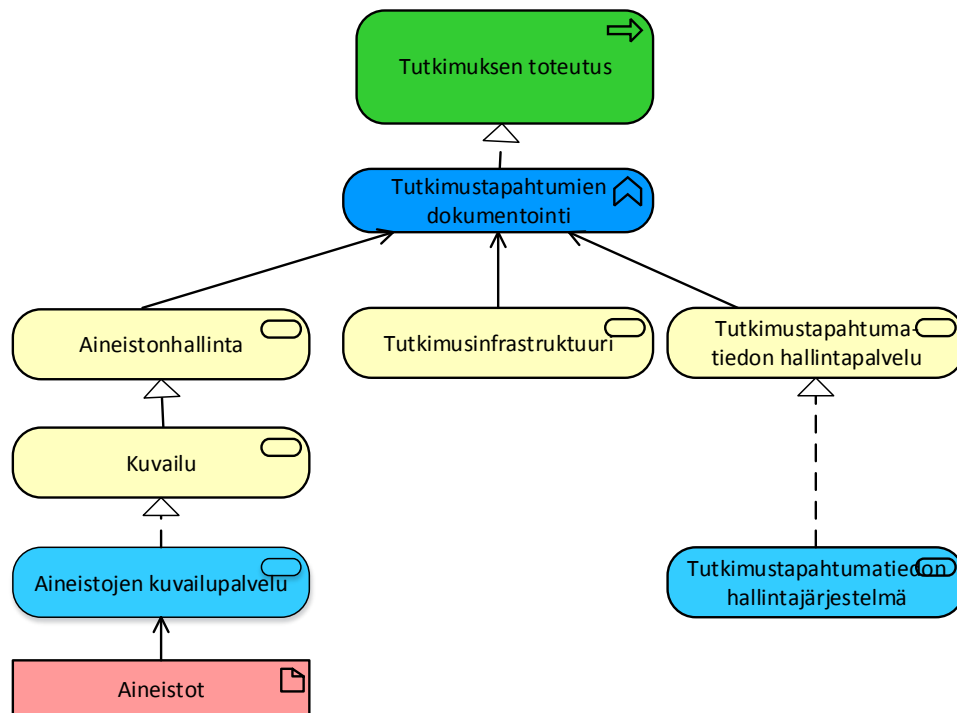 Tutkimuksen toteutus
Tutkimustapahtumien
dokumentointi
Aineistonhallinta
Tutkimusinfrastruktuuri
Tutkimustapahtuma-
tiedon hallintapalvelu
Kuvailu
Aineistojen kuvailupalvelu
Tutkimustapahtumatiedon
hallintajärjestelmä
Aineistot